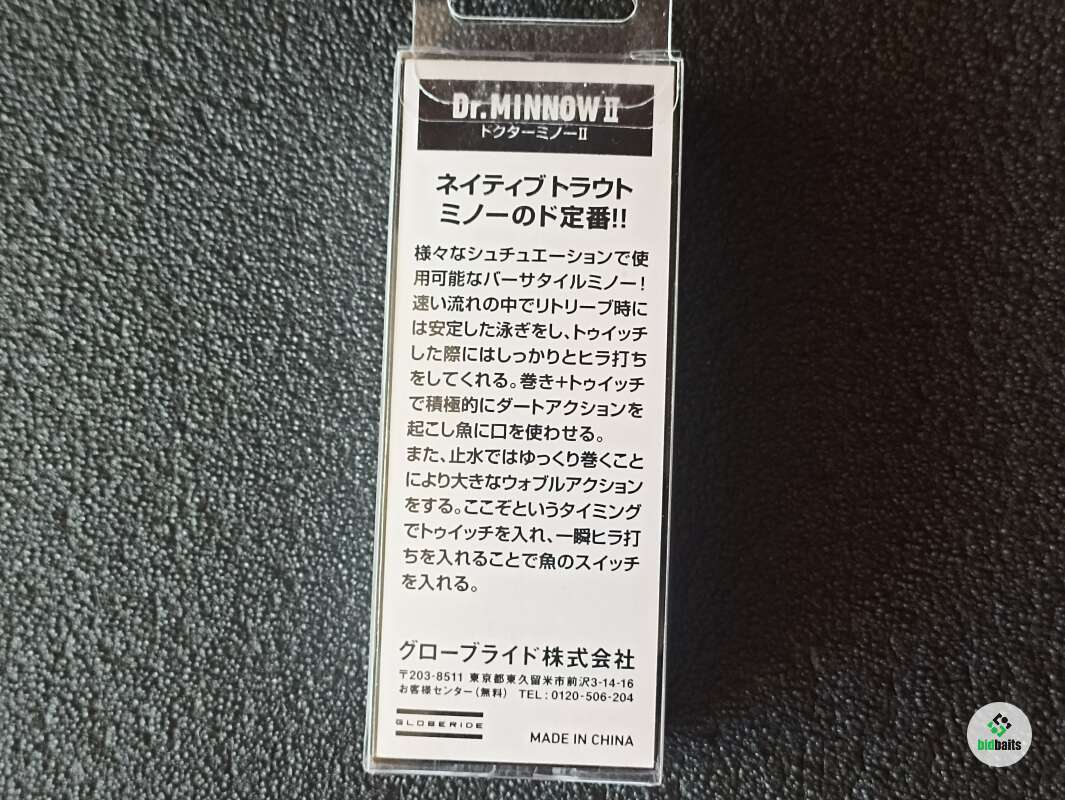 Dr.MINNOWⅡ
ドクターミノーⅡ
ネイティブトラウト
ミノーのド定番!!
様々なシュチュエーションで使
用可能なバーサタイルミノー！
速い流れの中でリトリーブ時に
は安定した泳ぎをし、トゥイッチ
した際にはしっかりとヒラ打ち
をしてくれる。巻き+トゥイッチ
で積極的にダートアクションを
起こし魚に口を使わせる。
また、止水ではゆっくり巻くこと
により大きなウォブルアクション
をする。ここぞというタイミング
でトゥイッチを入れ、一瞬ヒラ打
ちを入れることで魚のスイッチ
を入れる。
グローブライド株式会社
〒203-8511 東京都東久留米市前沢3-14-16
お客様センター(無料) TEL:0120-506-204
GLOBERIDE
MADE IN CHINA
bidbaits